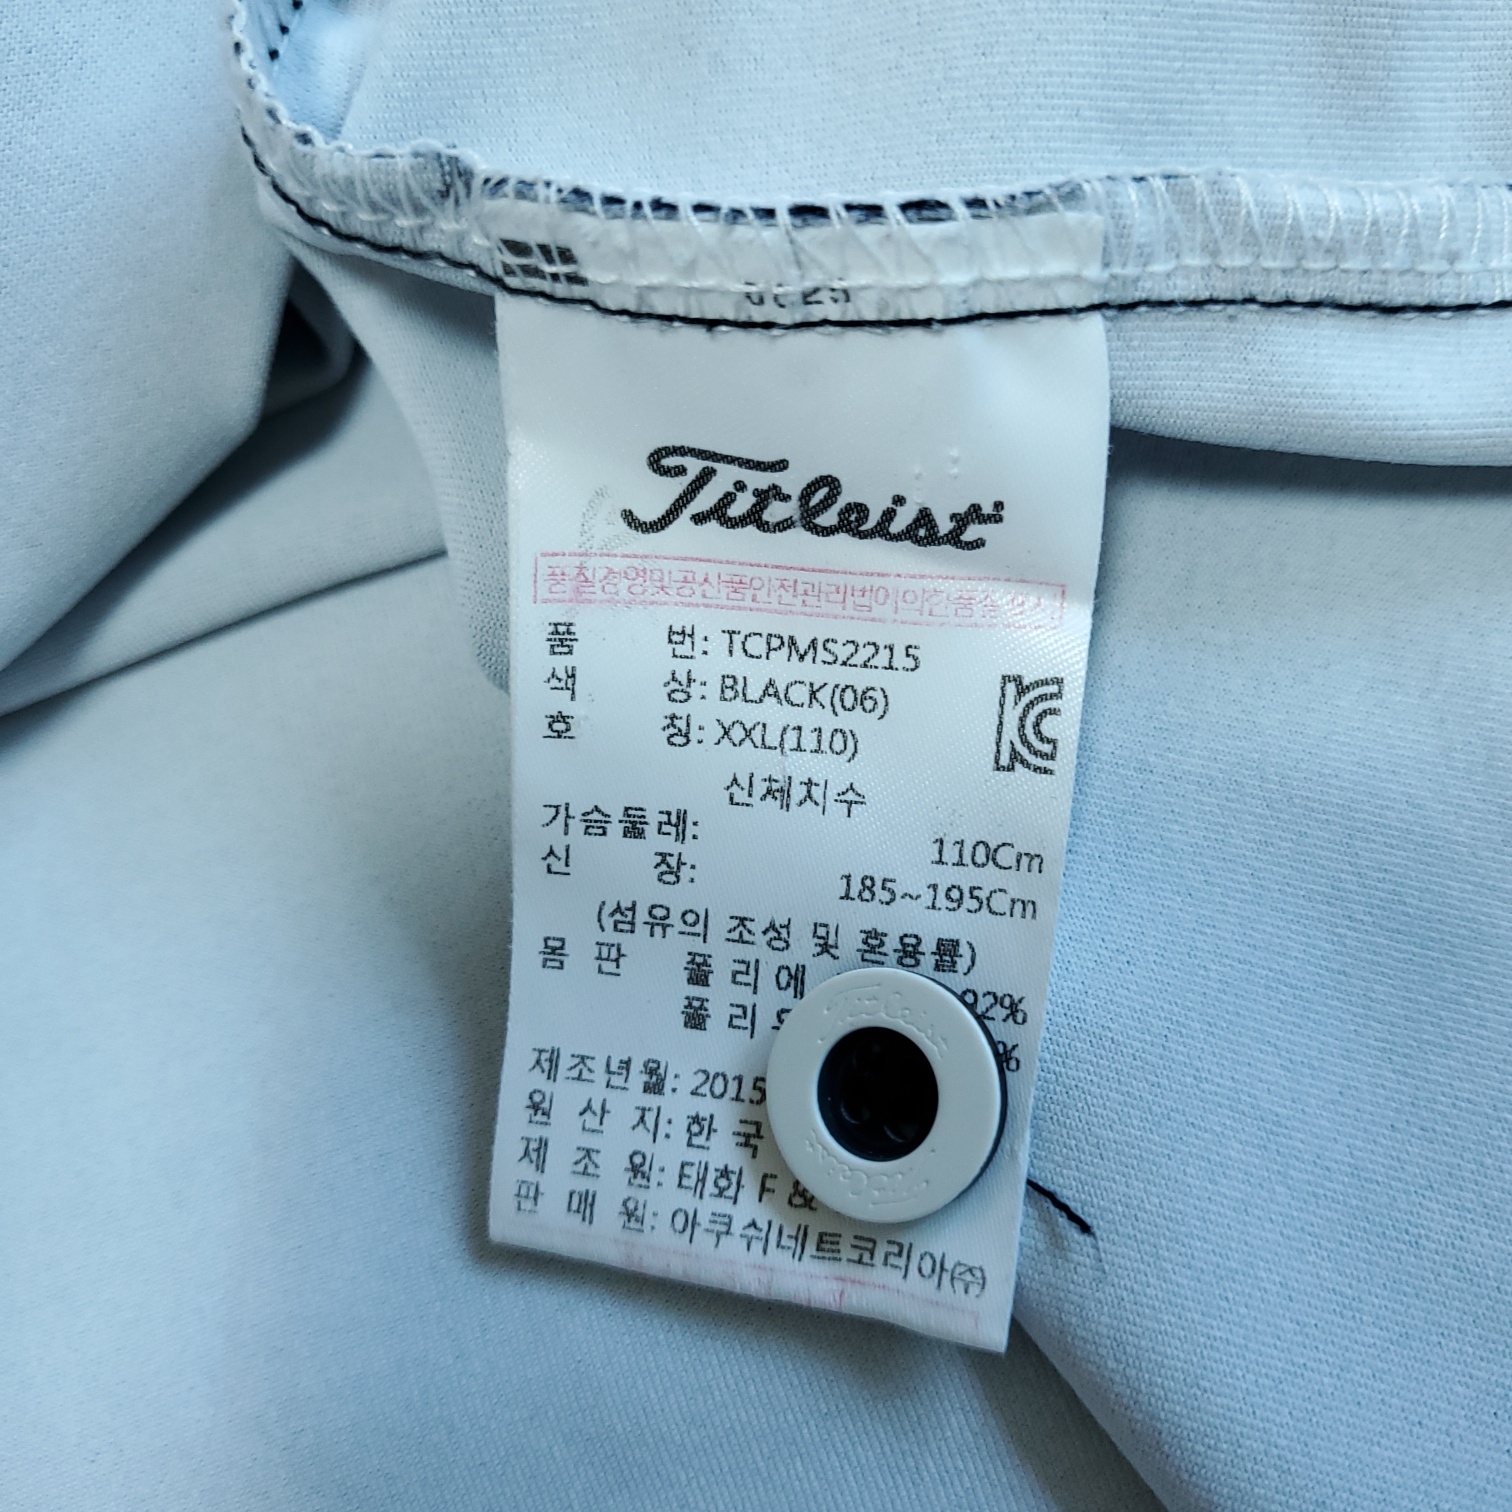 Titleist
품질경영및공산품안전관리법에의한품질표시
품 번: TCPMS2215
색 상: BLACK(06)
호 칭: XXL(110)
신체치수
가슴둘레: 110Cm
신 장: 185~195Cm
(섬유의 조성 및 혼용률)
몸 판 폴리에 92%
폴리 %
제조년월: 2015
원 산 지: 한국
제 조 원: 태화 F &
판 매 원: 아쿠쉬네트코리아㈜
Titleist
Titleist